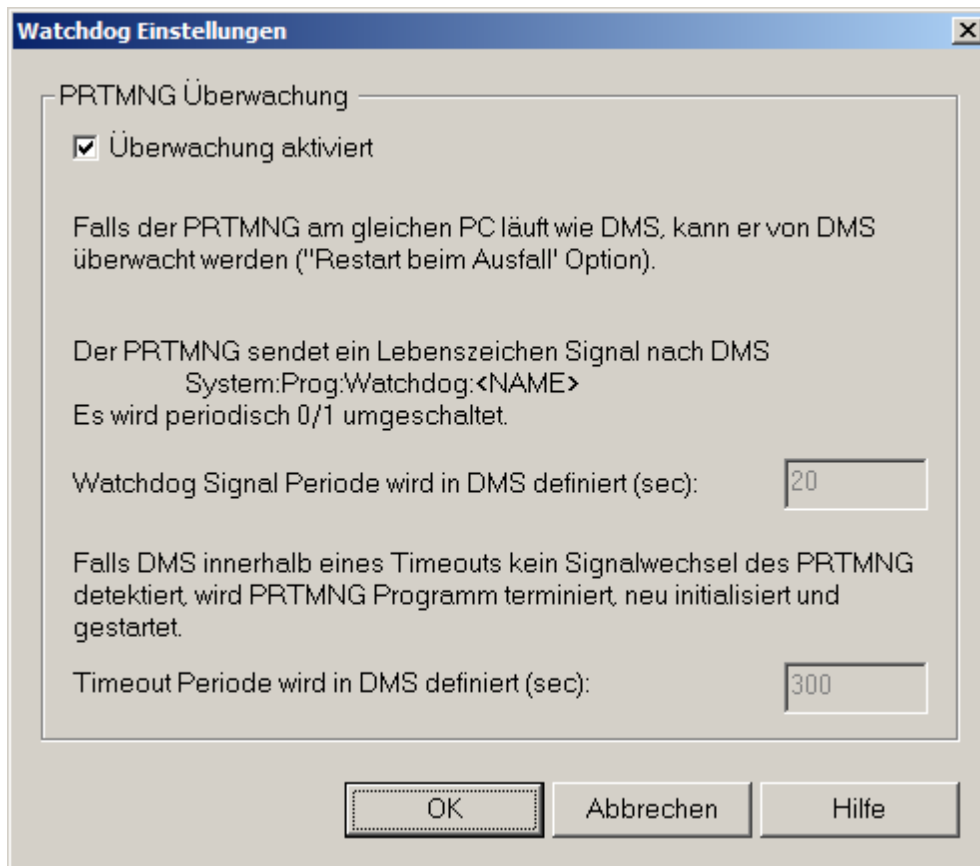 Watchdog Einstellungen
PRTMNG Überwachung
Überwachung aktiviert
Falls der PRTMNG am gleichen PC läuft wie DMS, kann er von DMS
überwacht werden ("Restart beim Ausfall' Option).
Der PRTMNG sendet ein Lebenszeichen Signal nach DMS
System:Prog:Watchdog:<NAME>
Es wird periodisch 0/1 umgeschaltet.
Watchdog Signal Periode wird in DMS definiert (sec): 20
Falls DMS innerhalb eines Timeouts kein Signalwechsel des PRTMNG
detektiert, wird PRTMNG Programm terminiert, neu initialisiert und
gestartet.
Timeout Periode wird in DMS definiert (sec): 300
OK Abbrechen Hilfe